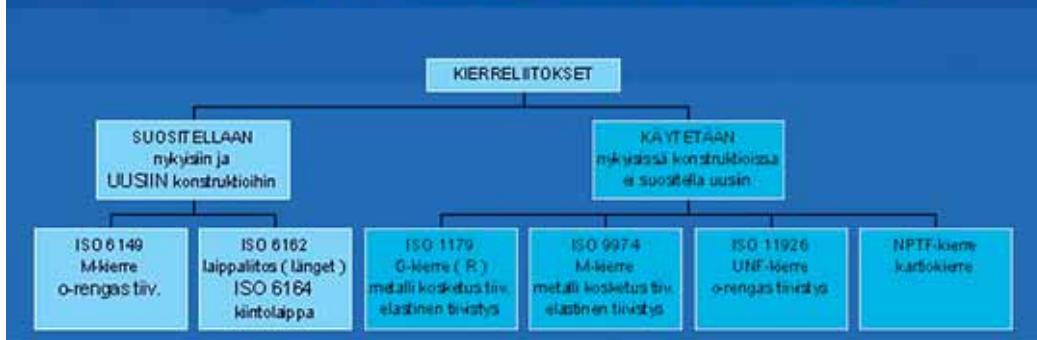 KIERRELIITOKSET
SUOSITELLAAN
nykyisiin ja
UUSIIN konstruktioihin
KÄYTETÄÄN
nykyisissä konstruktioissa
ei suositella uusiin
ISO 6149
M-kierre
o-rengas tiiv.
ISO 6162
laippaliitos ( länget )
ISO 6164
kiintolaippa
ISO 1179
G-kierre ( R )
metalli kosketus tiiv.
elastinen tiivistys
ISO 9974
M-kierre
metalli kosketus tiiv.
elastinen tiivistys
ISO 11926
UNF-kierre
o-rengas tiivistys
NPTF-kierre
kartiokierre